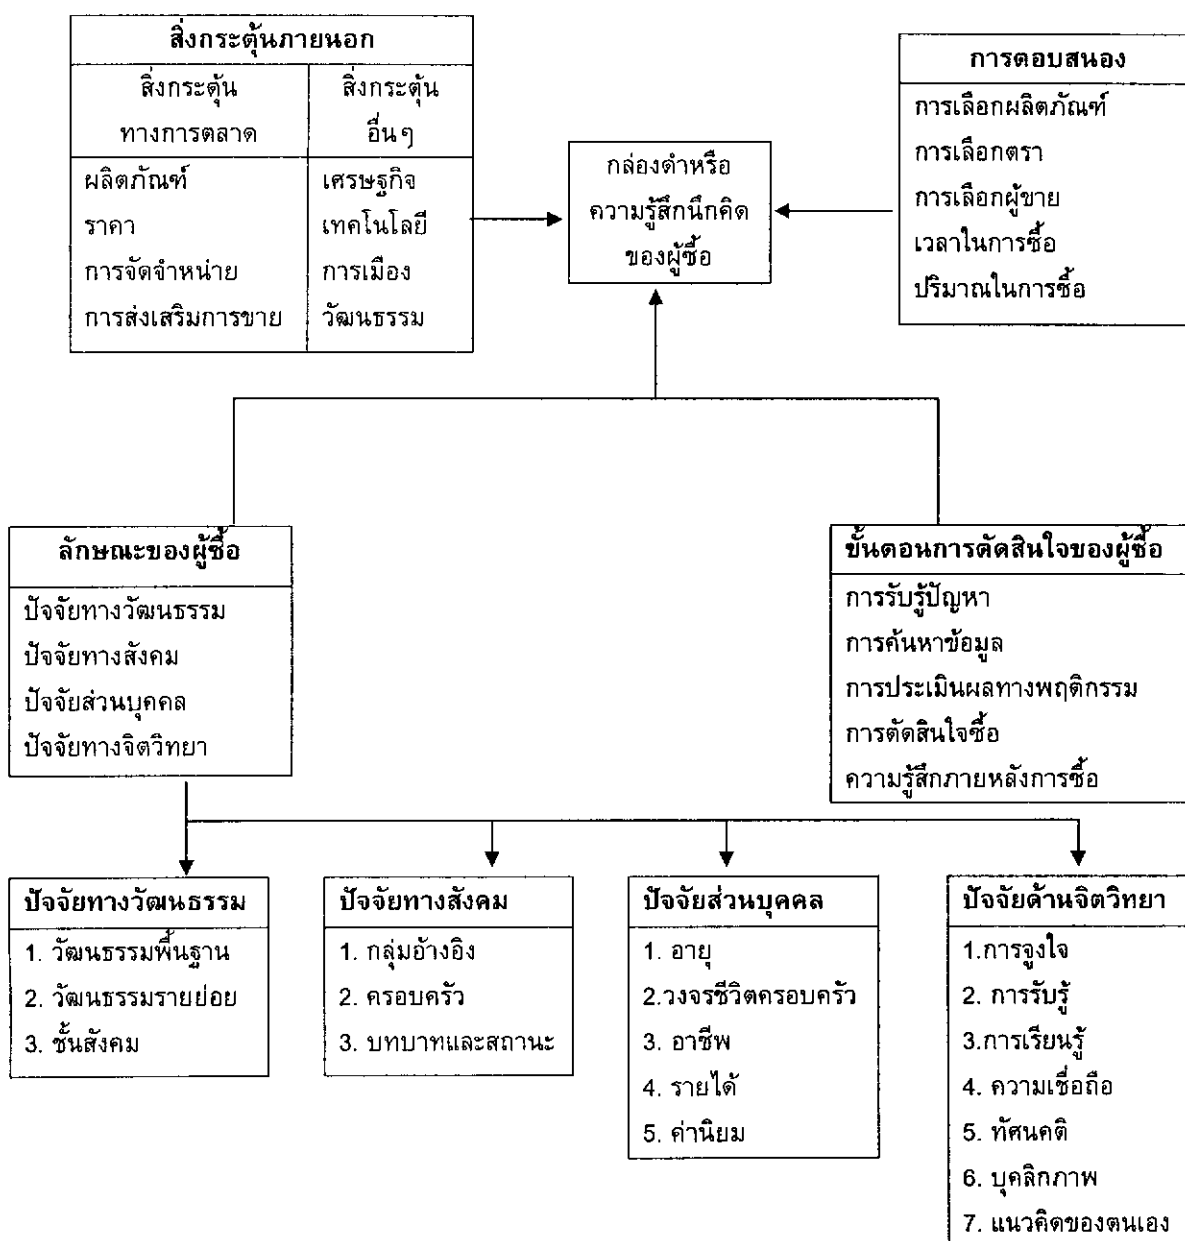 สิ่งกระตุ้นภายนอก
สิ่งกระตุ้น
ทางการตลาด
สิ่งกระตุ้น
อื่นๆ
ผลิตภัณฑ์
ราคา
การจัดจำหน่าย
การส่งเสริมการขาย
เศรษฐกิจ
เทคโนโลยี
การเมือง
วัฒนธรรม
กล่องดำหรือ
ความรู้สึกนึกคิด
ของผู้ซื้อ
การตอบสนอง
การเลือกผลิตภัณฑ์
การเลือกตรา
การเลือกผู้ขาย
เวลาในการซื้อ
ปริมาณในการซื้อ
ลักษณะของผู้ซื้อ
ปัจจัยทางวัฒนธรรม
ปัจจัยทางสังคม
ปัจจัยส่วนบุคคล
ปัจจัยทางจิตวิทยา
ขั้นตอนการตัดสินใจของผู้ซื้อ
การรับรู้ปัญหา
การค้นหาข้อมูล
การประเมินผลทางพฤติกรรม
การตัดสินใจซื้อ
ความรู้สึกภายหลังการซื้อ
ปัจจัยทางวัฒนธรรม
1. วัฒนธรรมพื้นฐาน
2. วัฒนธรรมรายย่อย
3. ชั้นสังคม
ปัจจัยทางสังคม
1. กลุ่มอ้างอิง
2. ครอบครัว
3. บทบาทและสถานะ
ปัจจัยส่วนบุคคล
1. อายุ
2.วงจรชีวิตครอบครัว
3. อาชีพ
4. รายได้
5. ค่านิยม
ปัจจัยด้านจิตวิทยา
1.การจูงใจ
2. การรับรู้
3.การเรียนรู้
4. ความเชื่อถือ
5. ทัศนคติ
6. บุคลิกภาพ
7. แนวคิดของตนเอง